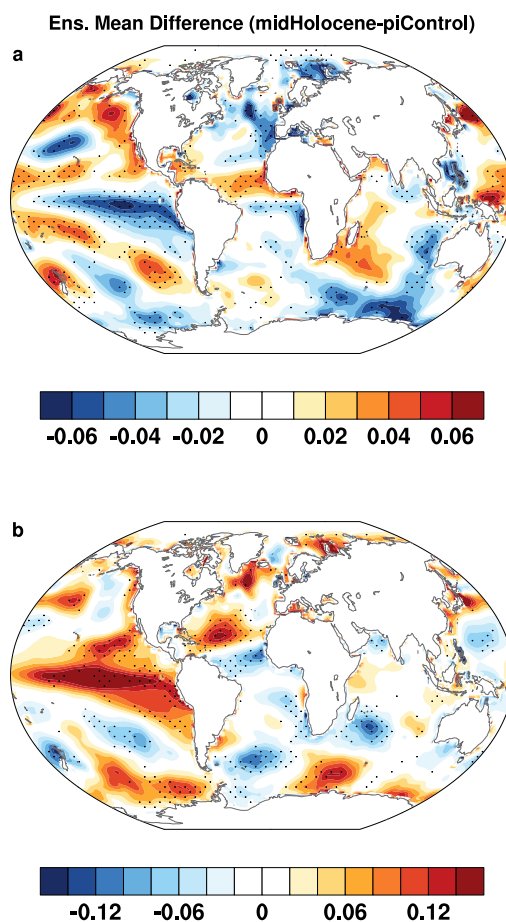 Ens. Mean Difference (midHolocene-piControl)
a
-0.06 -0.04 -0.02 0 0.02 0.04 0.06
b
-0.12 -0.06 0 0.06 0.12